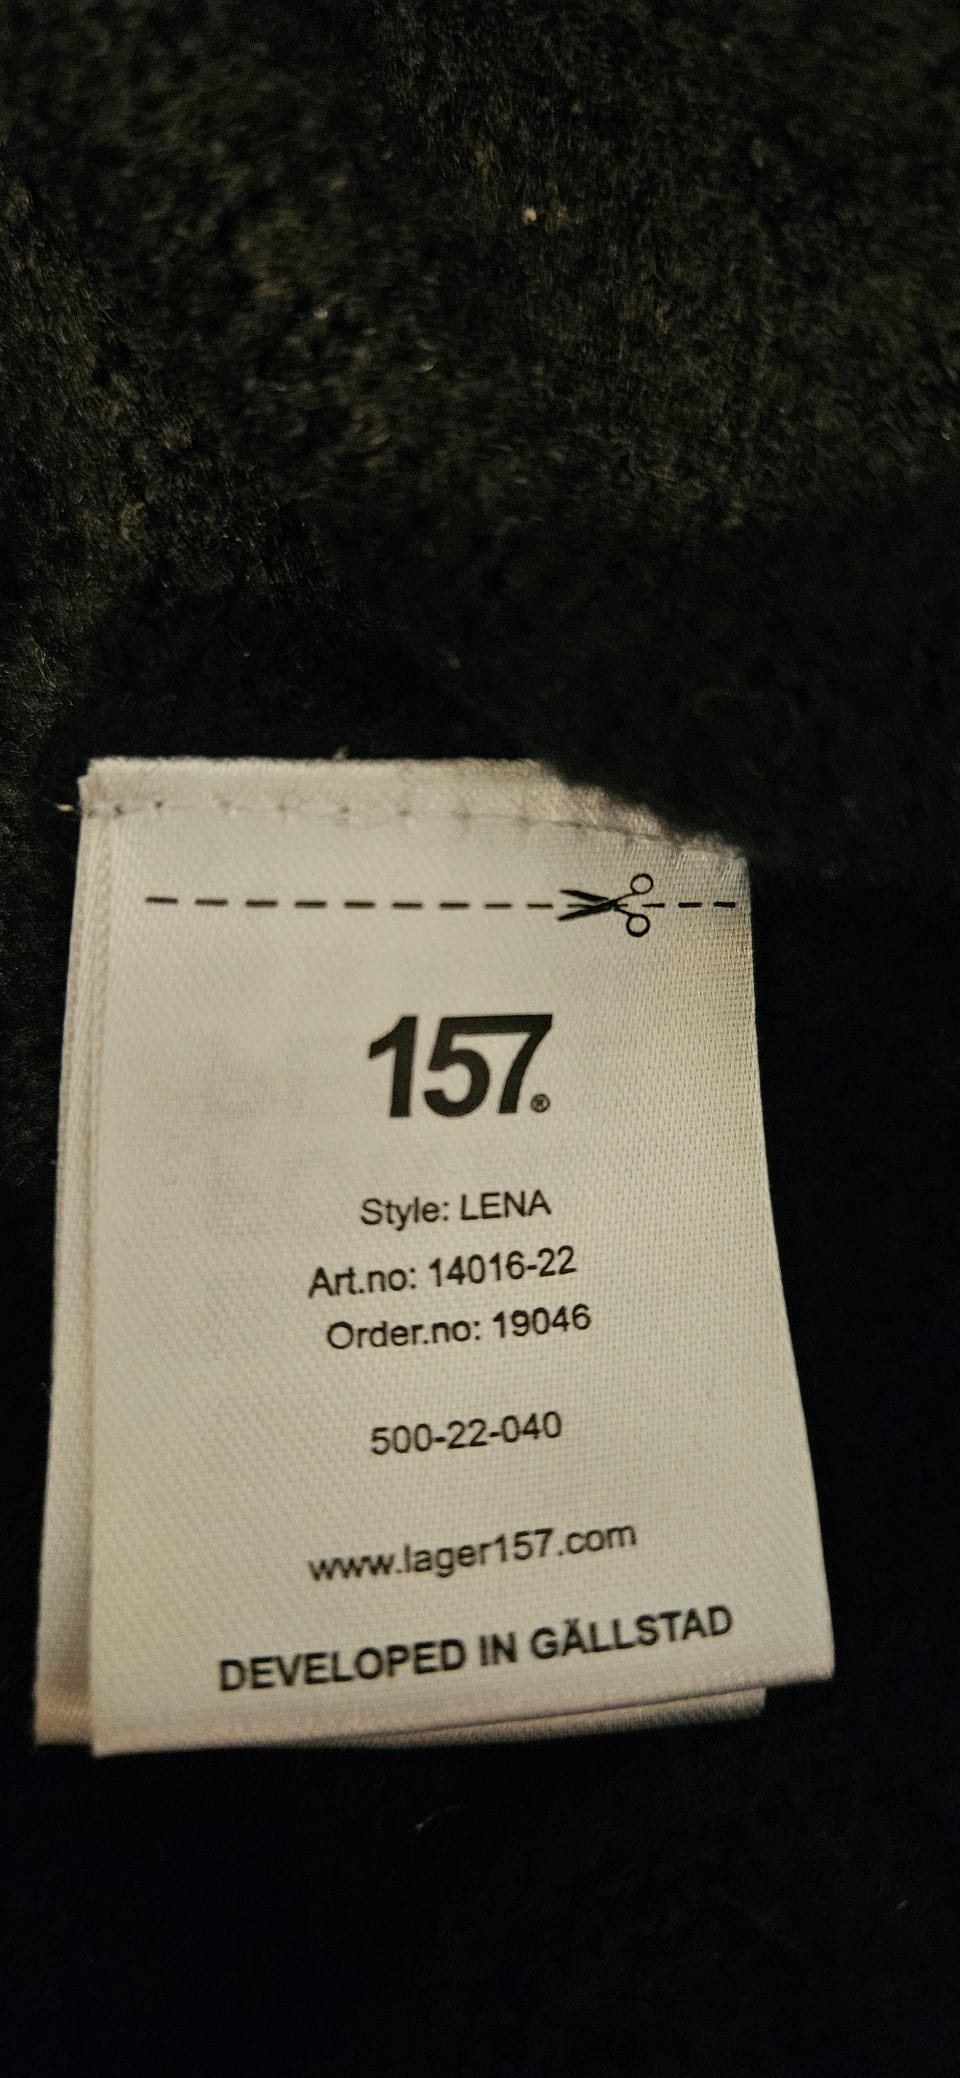 157®
Style: LENA
Art.no: 14016-22
Order.no: 19046
500-22-040
www.lager157.com
DEVELOPED IN GÄLLSTAD